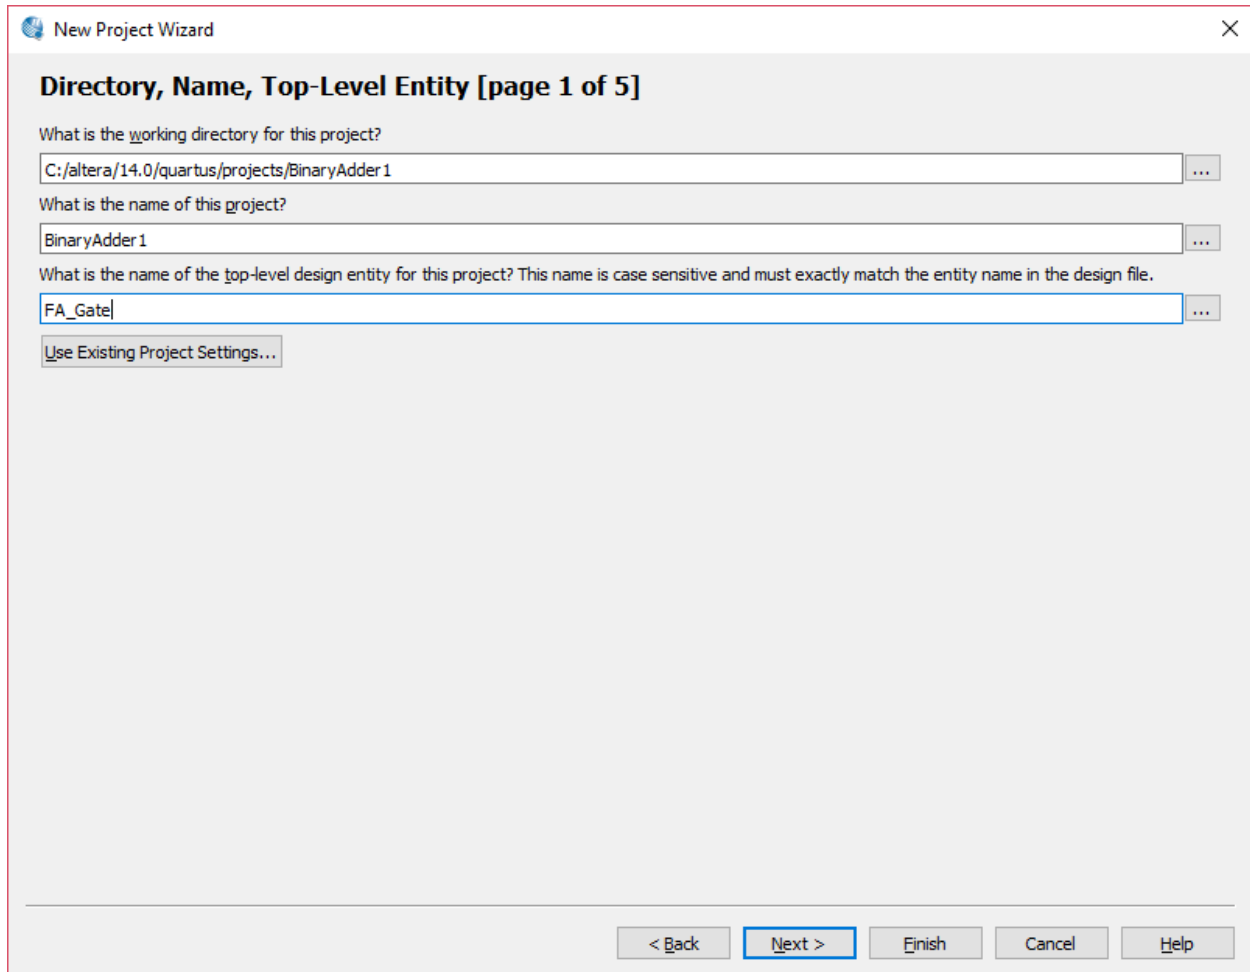 New Project Wizard
Directory, Name, Top-Level Entity [page 1 of 5]
What is the working directory for this project?
C:/altera/14.0/quartus/projects/BinaryAdder1
...
What is the name of this project?
BinaryAdder1
...
What is the name of the top-level design entity for this project? This name is case sensitive and must exactly match the entity name in the design file.
FA_Gate
...
Use Existing Project Settings...
< Back Next > Finish Cancel Help